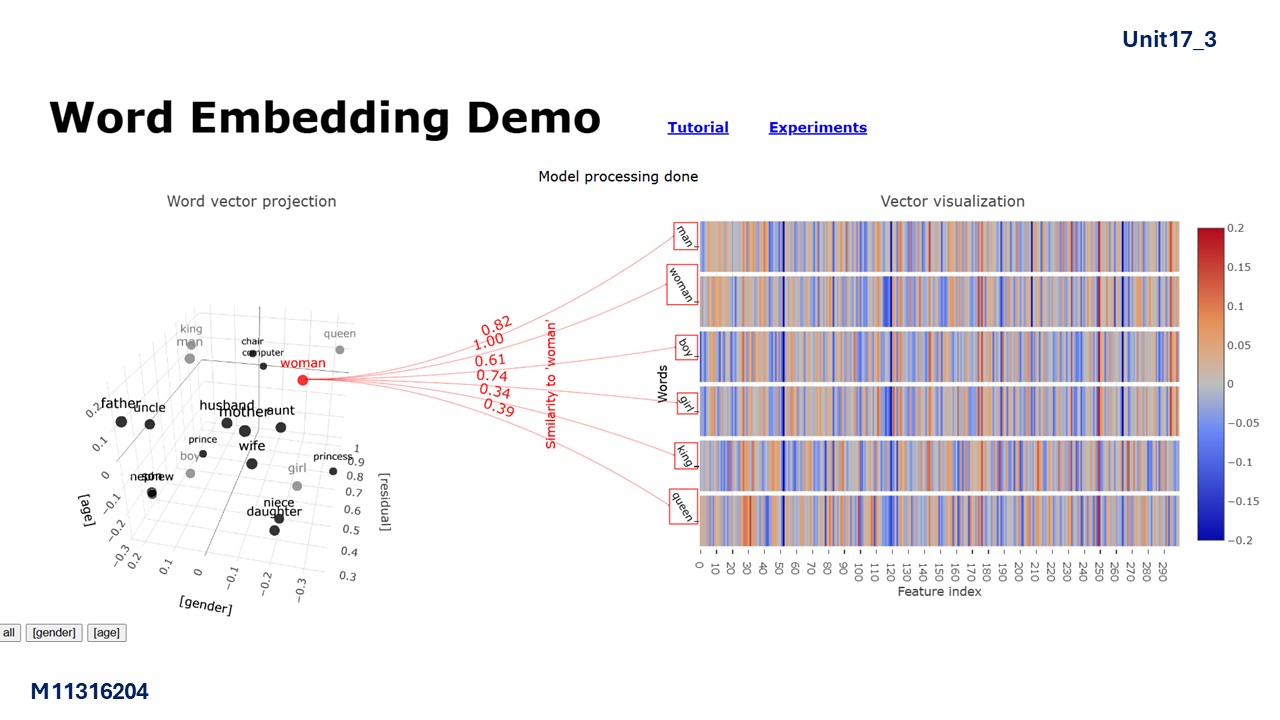 Unit17_3
Word Embedding Demo
Tutorial
Experiments
Model processing done
Word vector projection
Vector visualization
king
man
chair
computer
queen
woman
father
uncle
husband
mother
aunt
prince
wife
boy
princess
girl
nephew
son
niece
daughter
0.2
0.1
0
−0.1
−0.2
−0.3
[age]
0.2
0.1
0
−0.1
−0.2
−0.3
[gender]
1
0.9
0.8
0.7
0.6
0.5
0.4
0.3
[residual]
0.82
1.00
0.61
0.74
0.34
0.39
Similarity to 'woman'
Words
man
woman
boy
girl
king
queen
0 10 20 30 40 50 60 70 80 90 100 110 120 130 140 150 160 170 180 190 200 210 220 230 240 250 260 270 280 290
Feature index
0.2
0.15
0.1
0.05
0
−0.05
−0.1
−0.15
−0.2
all
[gender]
[age]
M11316204